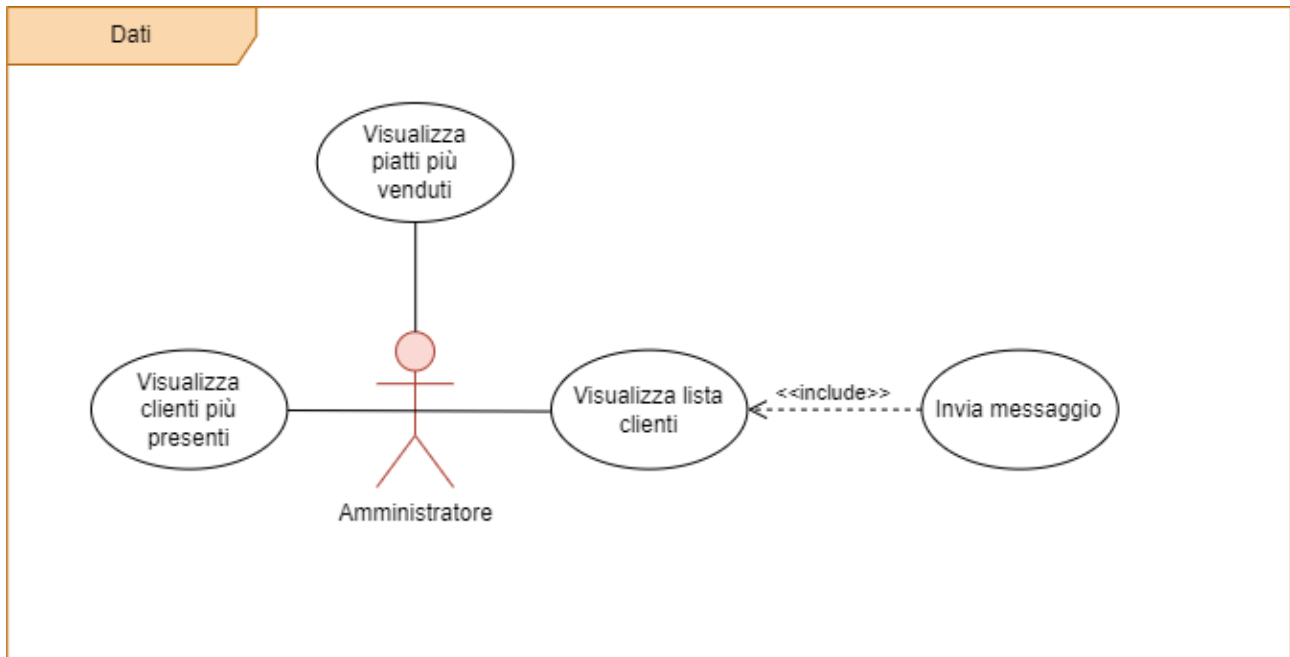 Dati
Visualizza
piatti più
venduti
Visualizza
clienti più
presenti
Visualizza lista
clienti
<<include>>
Invia messaggio
Amministratore